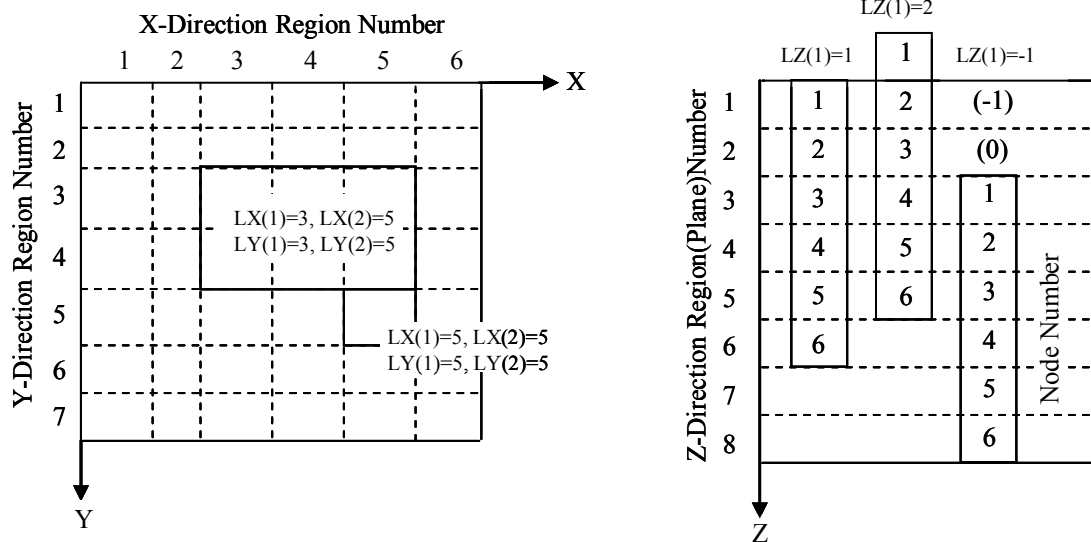 X-Direction Region Number
1 2 3 4 5 6
X
Y-Direction Region Number
1
2
3
4
5
6
7
LX(1)=3, LX(2)=5
LY(1)=3, LY(2)=5
LX(1)=5, LX(2)=5
LY(1)=5, LY(2)=5
Y
LZ(1)=2
LZ(1)=1
LZ(1)=-1
Z-Direction Region(Plane)Number
1
2
3
4
5
6
7
8
1
2
3
4
5
6
1
2
3
4
5
6
(-1)
(0)
1
2
3
4
5
6
Node Number
Z